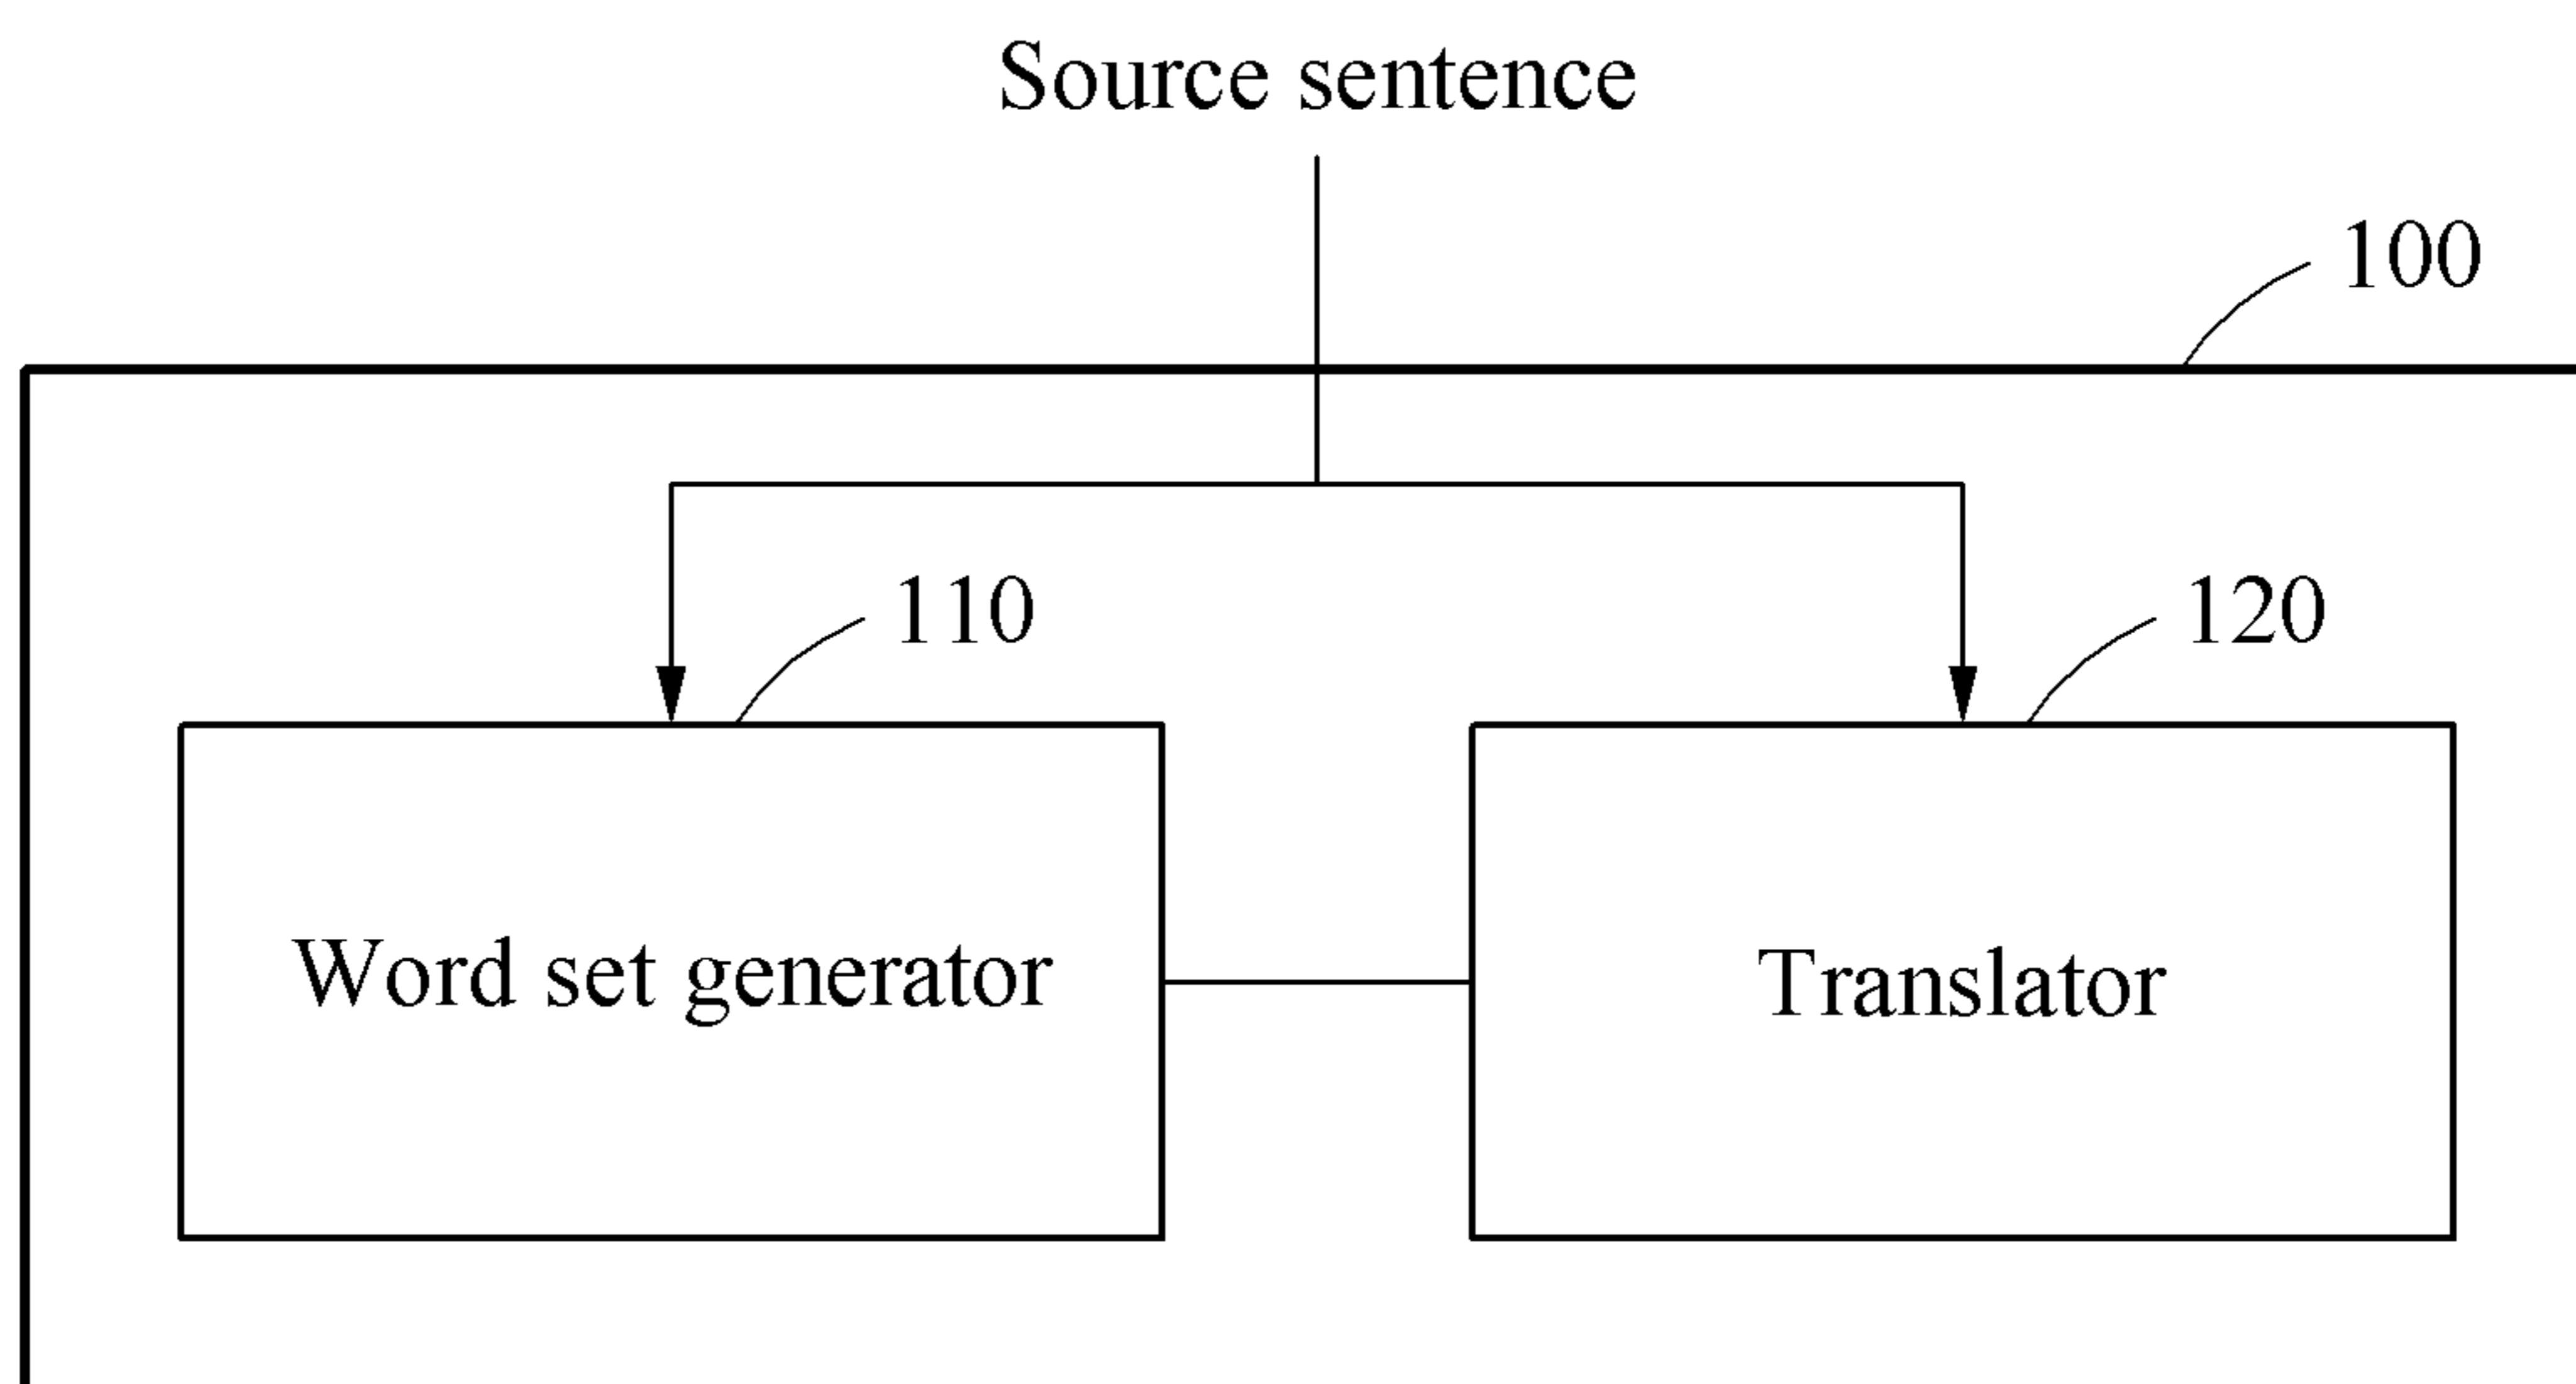 Source sentence
100
110
120
Word set generator
Translator